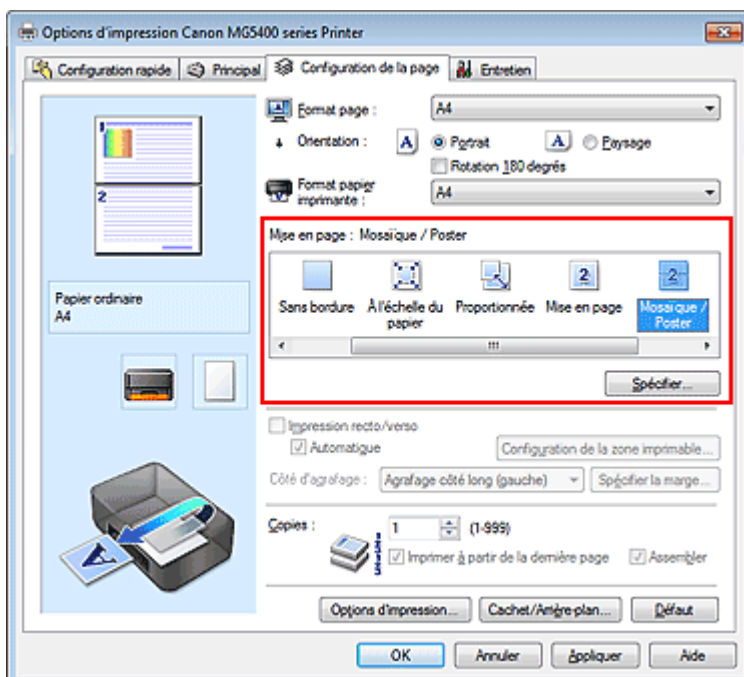 Options d'impression Canon MG5400 series Printer
Configuration rapide Principal Configuration de la page Entretien
Format page : A4
Orientation : A Portrait A Paysage
Rotation 180 degrés
Format papier
imprimante : A4
Mise en page : Mosaïque / Poster
Sans bordure À l'échelle du Proportionnée Mise en page Mosaïque /
papier Poster
Spécifier...
1
2
Papier ordinaire
A4
Impression recto/verso
Automatique Configuration de la zone imprimable...
Côté d'agrafage : Agrafage côté long (gauche) Spécifier la marge...
Copies : 1 (1-999)
Imprimer à partir de la dernière page Assembler
Options d'impression... Cachet/Arrière-plan... Défaut
OK Annuler Appliquer Aide